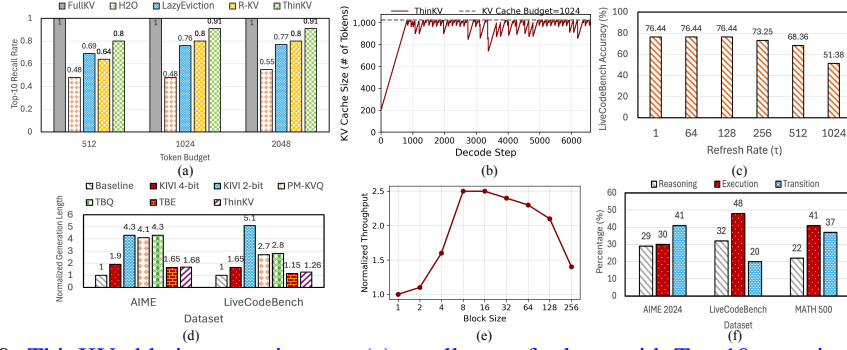 FullKV H2O LazyEviction R-KV ThinKV
Top-10 Recall Rate
1
0.8
0.6
0.4
0.2
0
1 0.48 0.69 0.64 0.8
1 0.48 0.76 0.8 0.91
1 0.55 0.77 0.8 0.91
512 1024 2048
Token Budget
(a)
ThinKV KV Cache Budget=1024
KV Cache Size (# of Tokens)
1,000
800
600
400
200
0
0 1000 2000 3000 4000 5000 6000
Decode Step
(b)
LiveCodeBench Accuracy (%)
100
80
60
40
20
0
76.44 76.44 76.44 73.25 68.36 51.38
1 64 128 256 512 1024
Refresh Rate (τ)
(c)
Baseline KIVI 4-bit KIVI 2-bit PM-KVQ
TBQ TBE ThinKV
Normalized Generation Length
6
5
4
3
2
1
0
1 1.9 4.3 4.1 4.3 1.65 1.68
1 1.65 5.1 2.7 2.8 1.15 1.26
AIME LiveCodeBench
Dataset
(d)
Normalized Throughput
2.5
2.0
1.5
1.0
1 2 4 8 16 32 64 128 256
Block Size
(e)
Reasoning Execution Transition
Percentage (%)
60
50
40
30
20
10
0
29 30 41
32 48 20
22 41 37
AIME 2024 LiveCodeBench MATH 500
Dataset
(f)